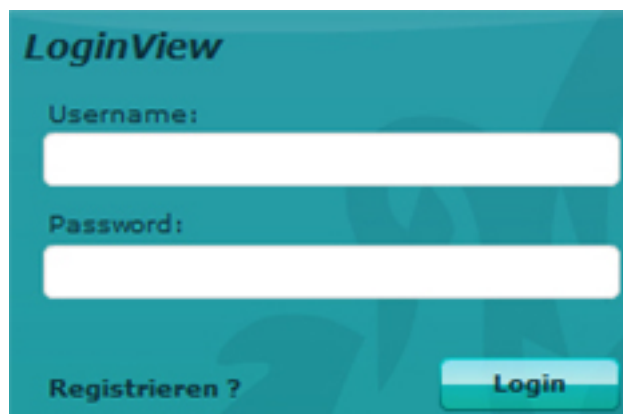 LoginView
Username:
Password:
Registrieren ?
Login